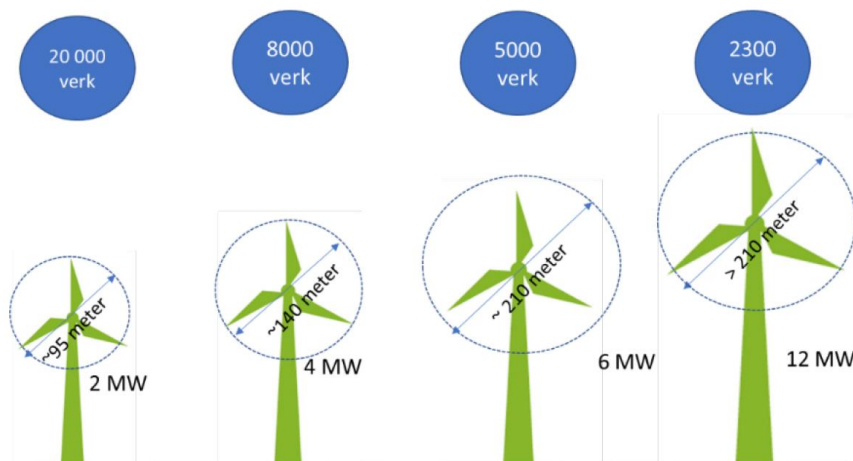 20 000
verk
8000
verk
5000
verk
2300
verk
~95 meter
2 MW
~140 meter
4 MW
~ 210 meter
6 MW
> 210 meter
12 MW